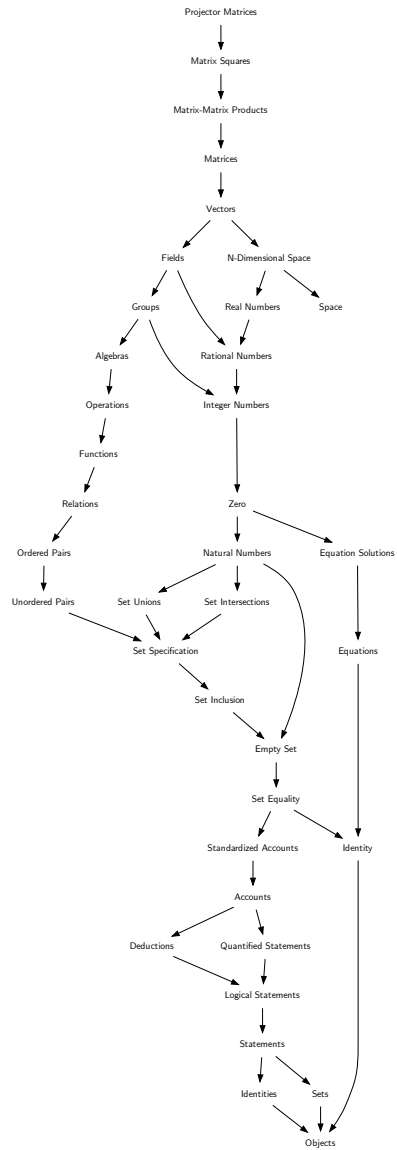 Projector Matrices
Matrix Squares
Matrix-Matrix Products
Matrices
Vectors
Fields
N-Dimensional Space
Groups
Real Numbers
Space
Algebras
Rational Numbers
Operations
Integer Numbers
Functions
Relations
Zero
Ordered Pairs
Natural Numbers
Equation Solutions
Unordered Pairs
Set Unions
Set Intersections
Set Specification
Equations
Set Inclusion
Empty Set
Set Equality
Standardized Accounts
Identity
Accounts
Deductions
Quantified Statements
Logical Statements
Statements
Identities
Sets
Objects